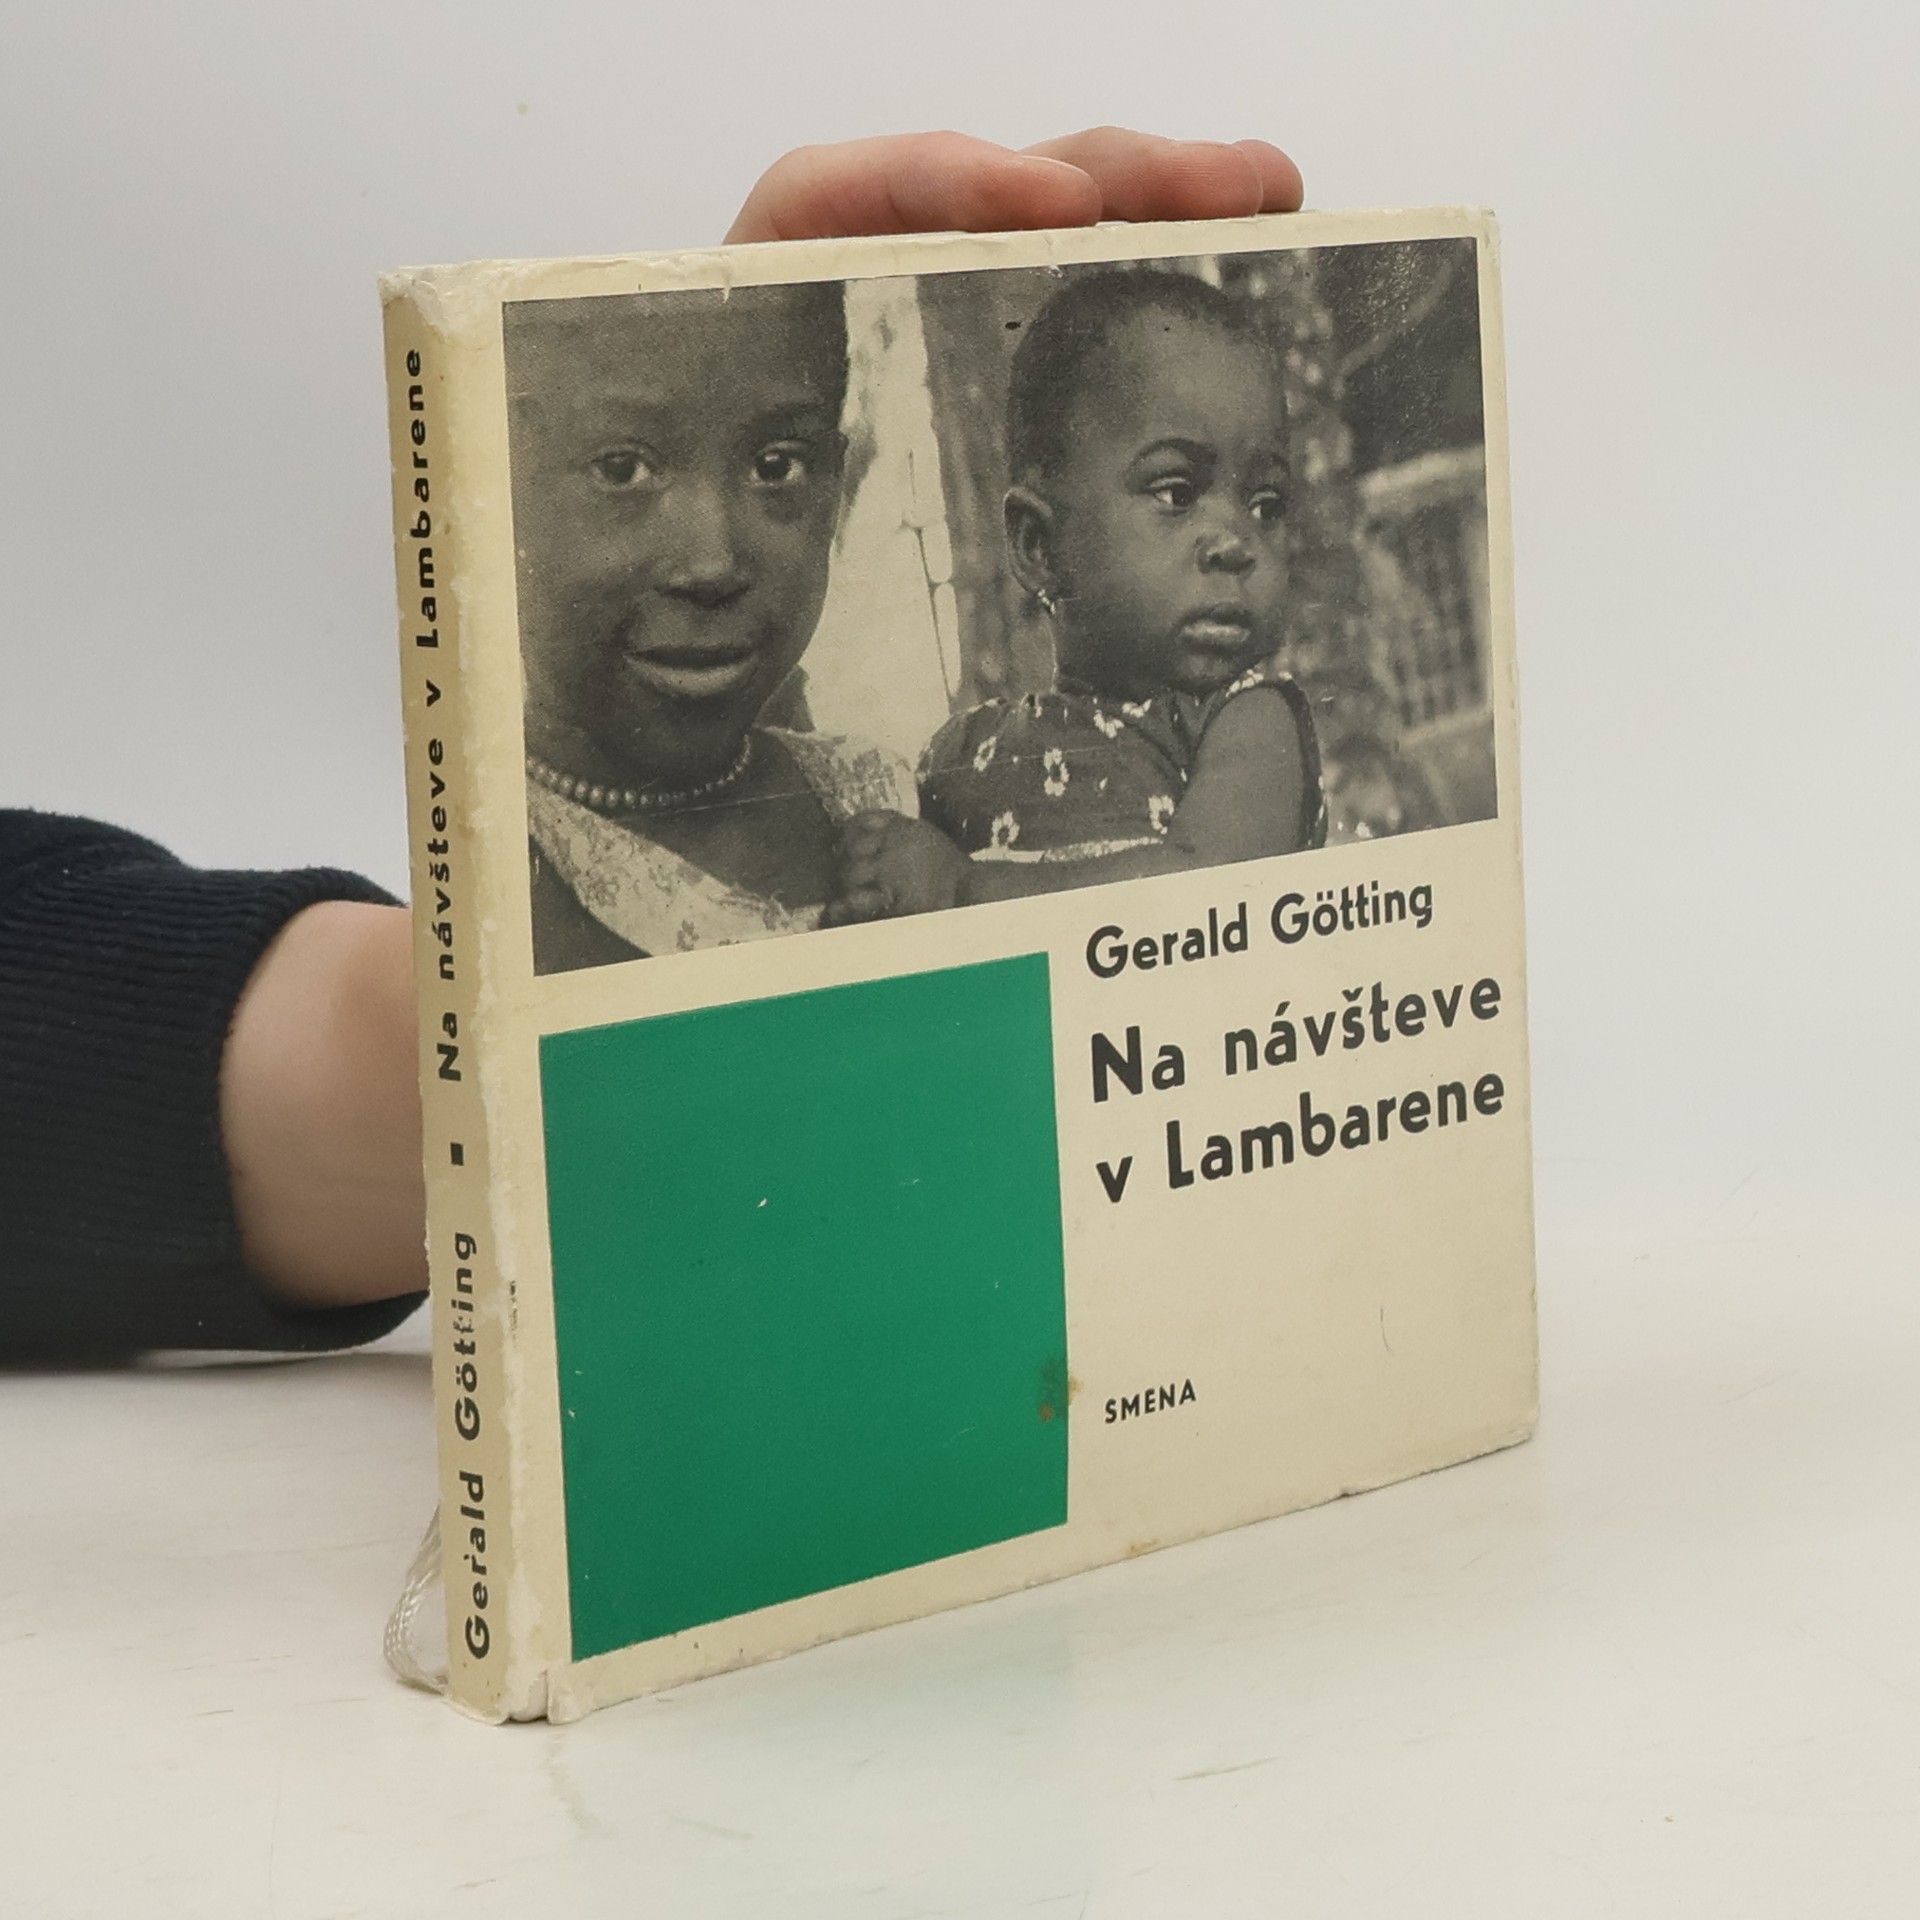 Gerald Götting ▪ Na návšteve v Lambarene
Gerald Götting
Na návšteve
v Lambarene
SMENA